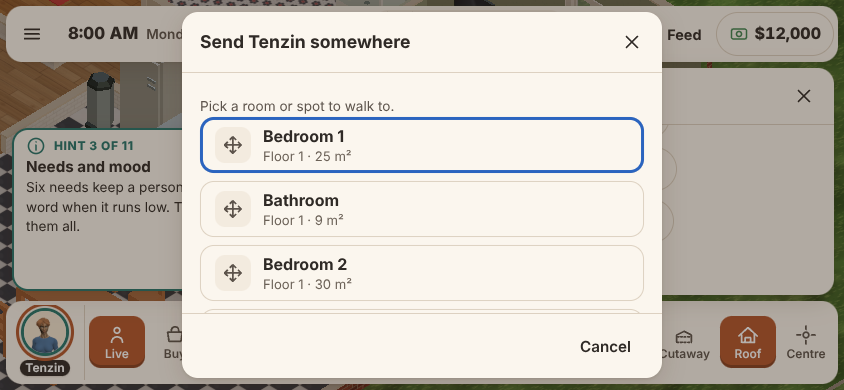 8:00 AM Mond
Send Tenzin somewhere
Feed
$12,000
Pick a room or spot to walk to.
Bedroom 1
Floor 1 · 25 m²
Bathroom
Floor 1 · 9 m²
Bedroom 2
Floor 1 · 30 m²
Cancel
HINT 3 OF 11
Needs and mood
Six needs keep a person
word when it runs low. T
them all.
Tenzin
Live
Buy
Cutaway
Roof
Centre